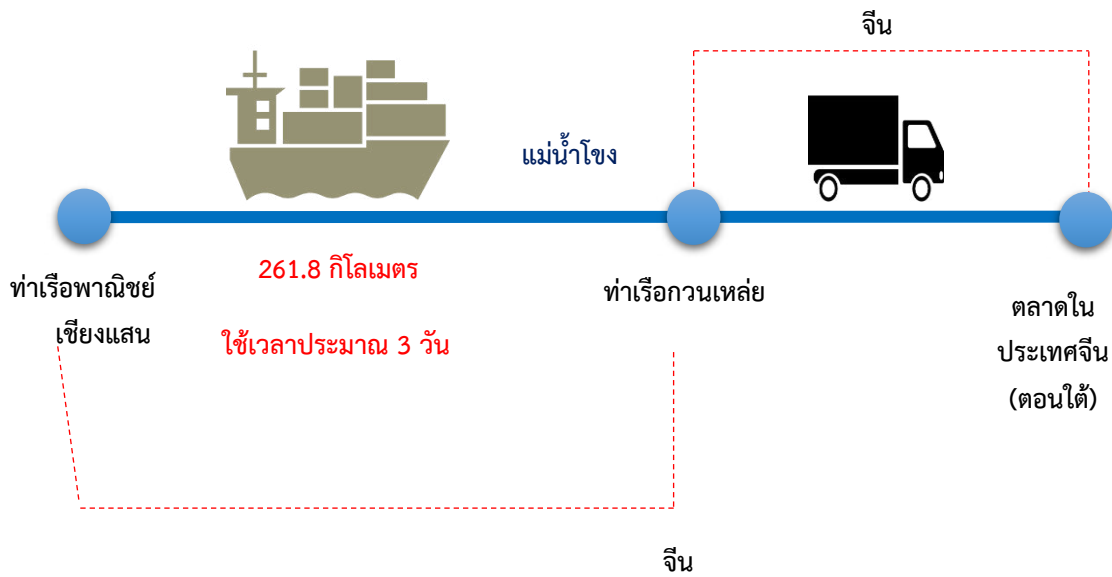 จีน
แม่น้ำโขง
261.8 กิโลเมตร
ใช้เวลาประมาณ 3 วัน
ท่าเรือพาณิชย์
เชียงแสน
ท่าเรือกวนเหล่ย
ตลาดใน
ประเทศจีน
(ตอนใต้)
จีน